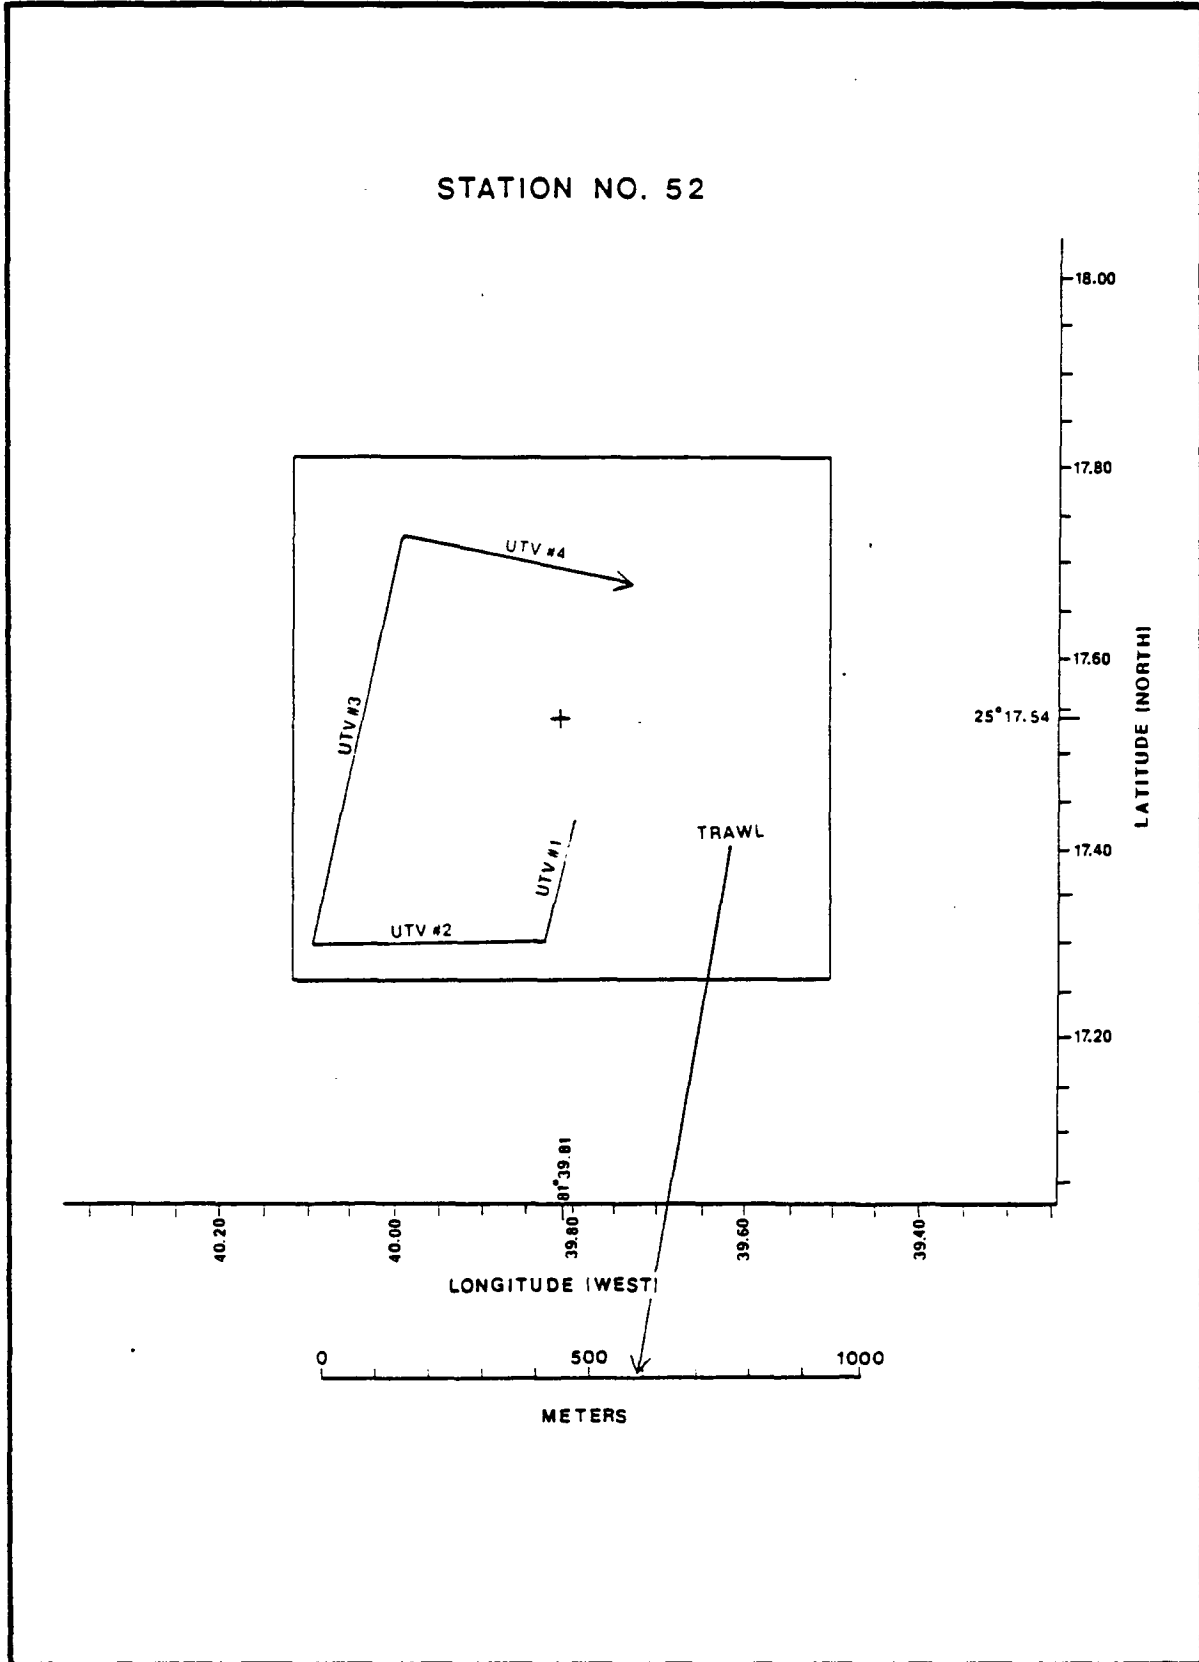 STATION NO. 52
18.00
17.80
UTV #4
17.60
UTV #3
25°17.54
LATITUDE (NORTH)
TRAWL
17.40
UTV #1
UTV #2
17.20
81°39.81
40.20
40.00
39.80
39.60
39.40
LONGITUDE (WEST)
0
500
1000
METERS